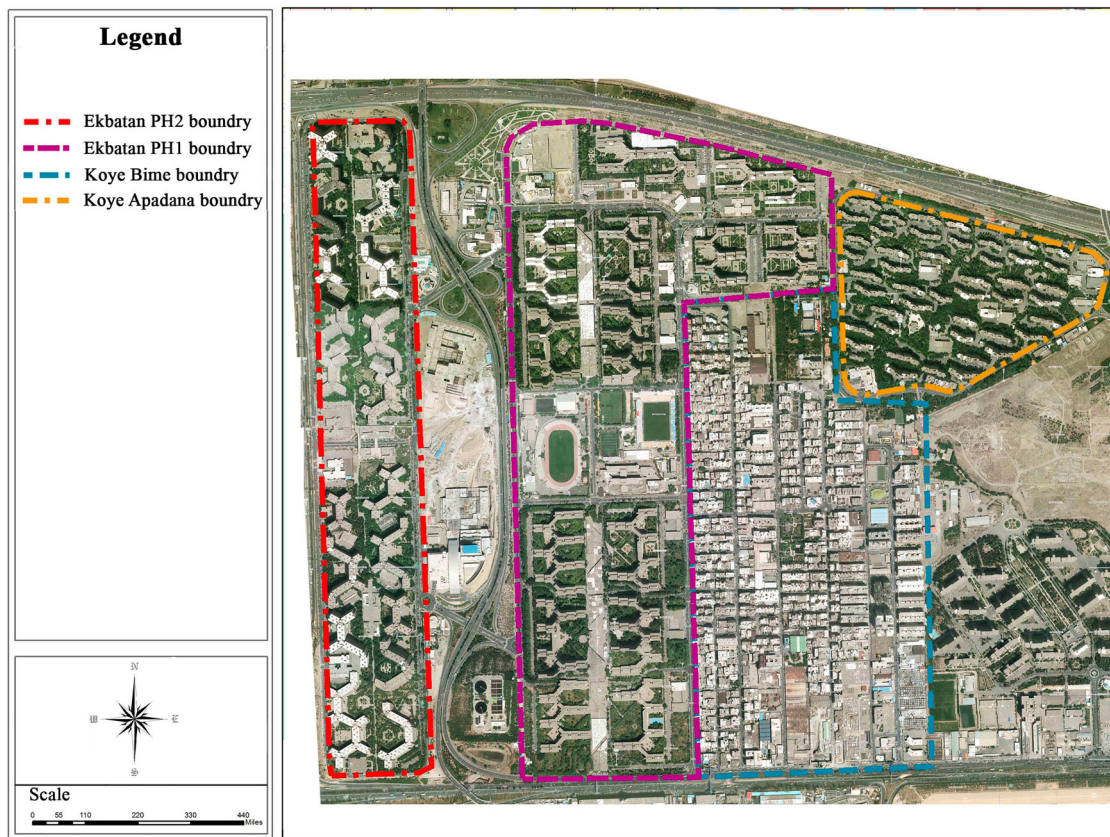 Legend
Ekbatan PH2 boundry
Ekbatan PH1 boundry
Koye Bime boundry
Koye Apadana boundry
N
W E
S
Scale
0 55 110 220 330 440
Miles